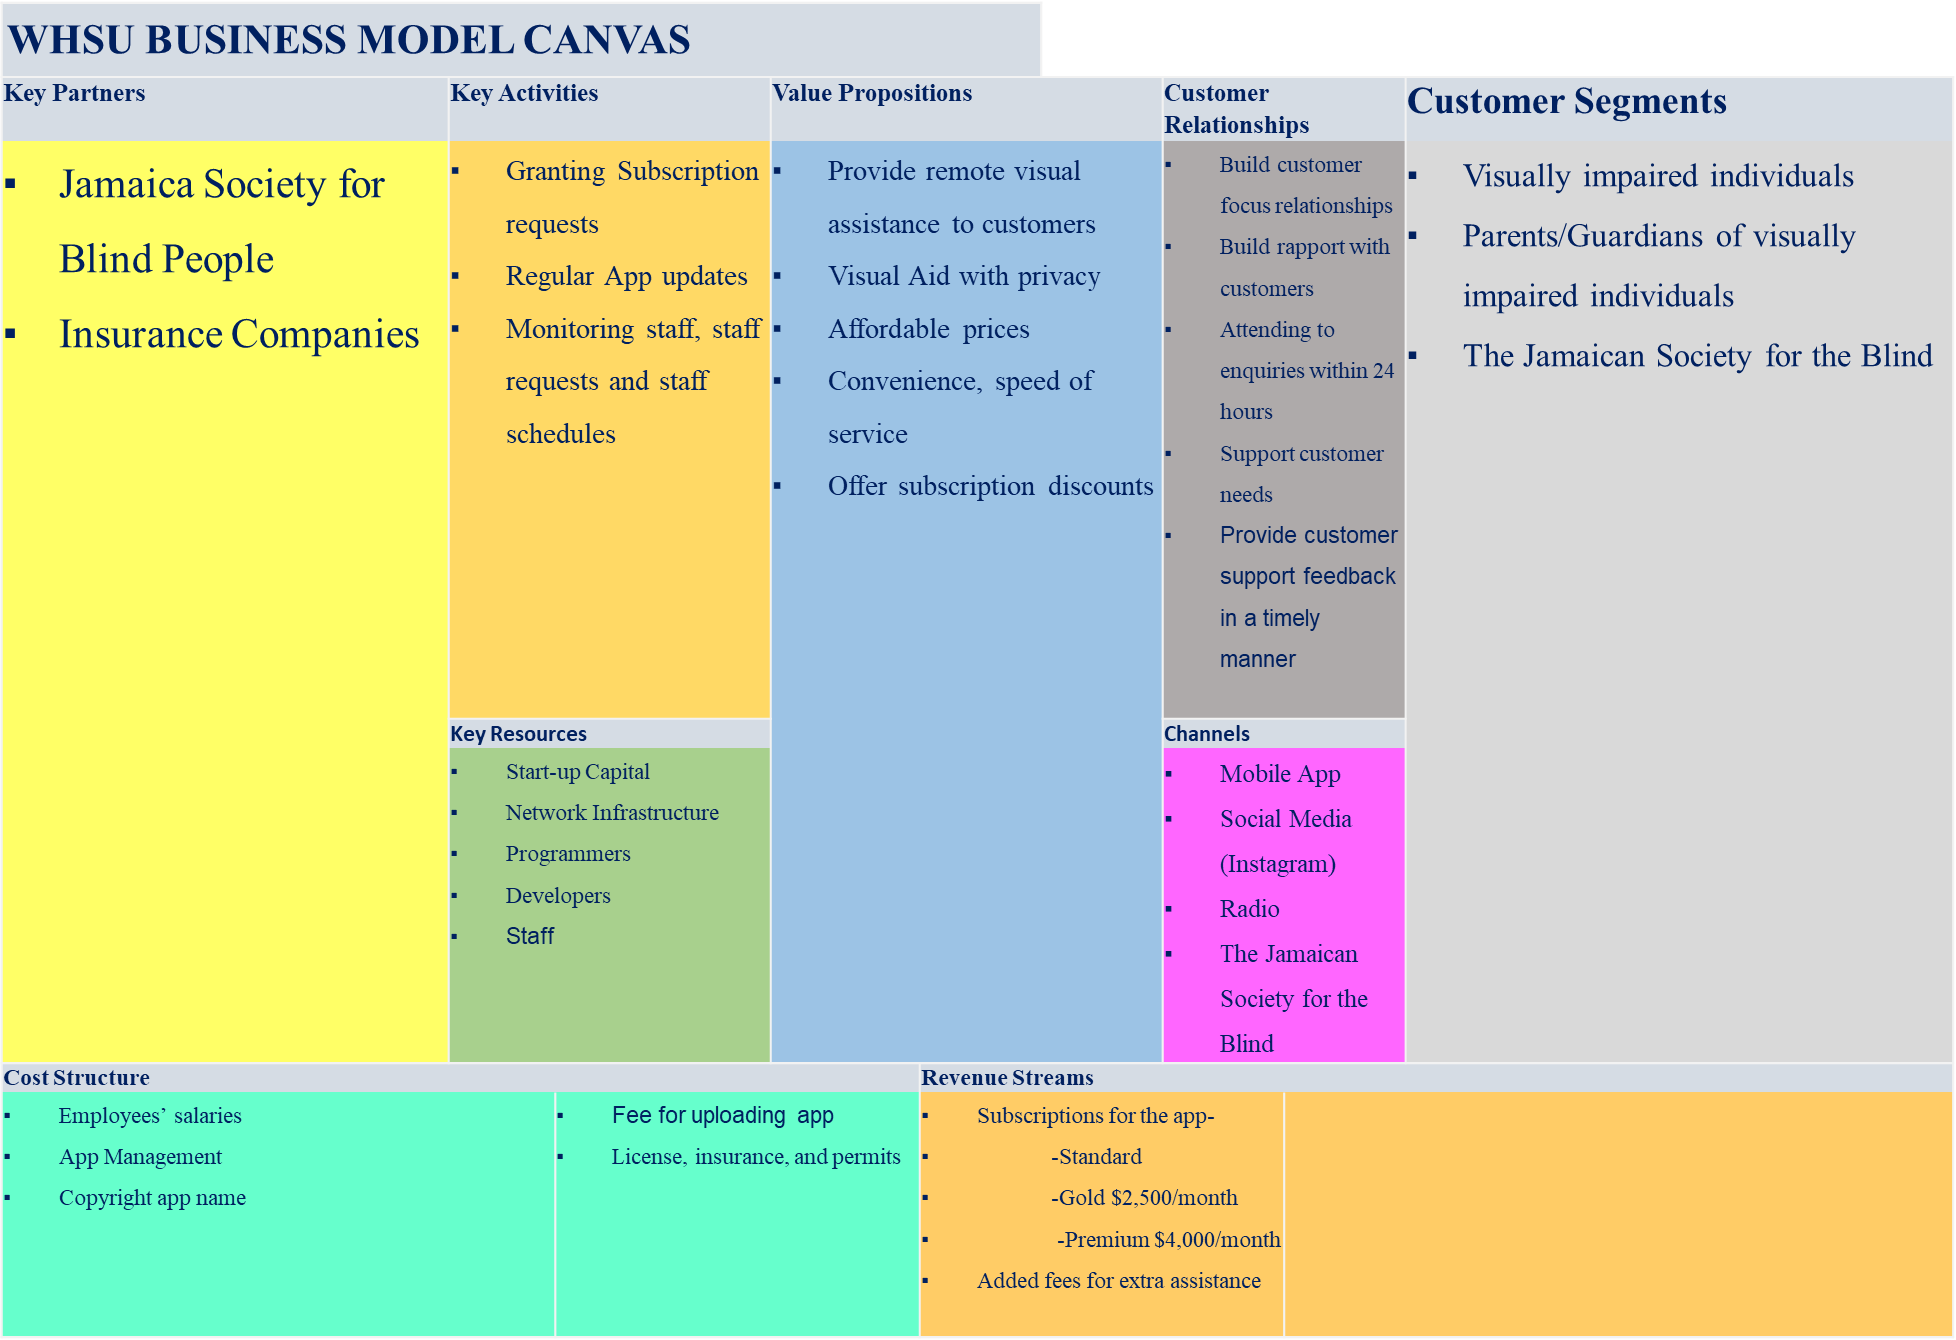 WHSU BUSINESS MODEL CANVAS
Key Partners
▪ Jamaica Society for
Blind People
▪ Insurance Companies
Key Activities
▪ Granting Subscription
requests
▪ Regular App updates
▪ Monitoring staff, staff
requests and staff
schedules
Key Resources
▪ Start-up Capital
▪ Network Infrastructure
▪ Programmers
▪ Developers
▪ Staff
Value Propositions
▪ Provide remote visual
assistance to customers
▪ Visual Aid with privacy
▪ Affordable prices
▪ Convenience, speed of
service
▪ Offer subscription discounts
Customer
Relationships
▪ Build customer
focus relationships
▪ Build rapport with
customers
▪ Attending to
enquiries within 24
hours
▪ Support customer
needs
▪ Provide customer
support feedback
in a timely
manner
Channels
▪ Mobile App
▪ Social Media
(Instagram)
▪ Radio
▪ The Jamaican
Society for the
Blind
Customer Segments
▪ Visually impaired individuals
▪ Parents/Guardians of visually
impaired individuals
▪ The Jamaican Society for the Blind
Cost Structure
▪ Employees’ salaries
▪ App Management
▪ Copyright app name
▪ Fee for uploading app
▪ License, insurance, and permits
Revenue Streams
▪ Subscriptions for the app-
▪ -Standard
▪ -Gold $2,500/month
▪ -Premium $4,000/month
▪ Added fees for extra assistance